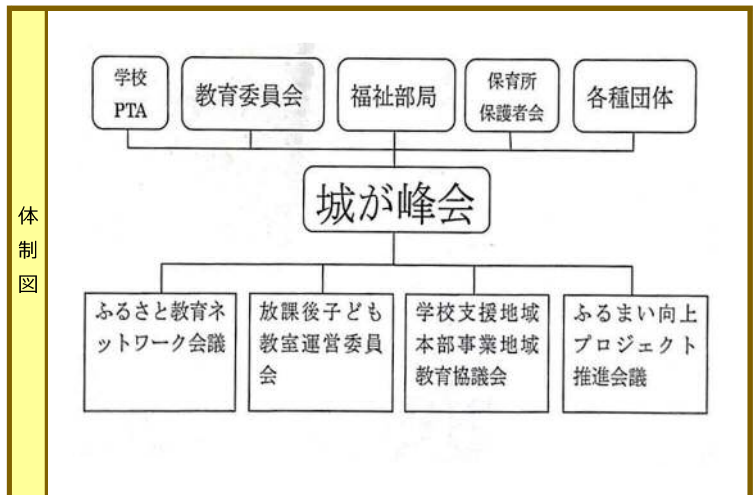 体制図
学校
PTA
教育委員会
福祉部局
保育所
保護者会
各種団体
城が峰会
ふるさと教育ネ
ットワーク会議
放課後子ども
教室運営委員
会
学校支援地域
本部事業地域
教育協議会
ふるまい向上
プロジェクト
推進会議